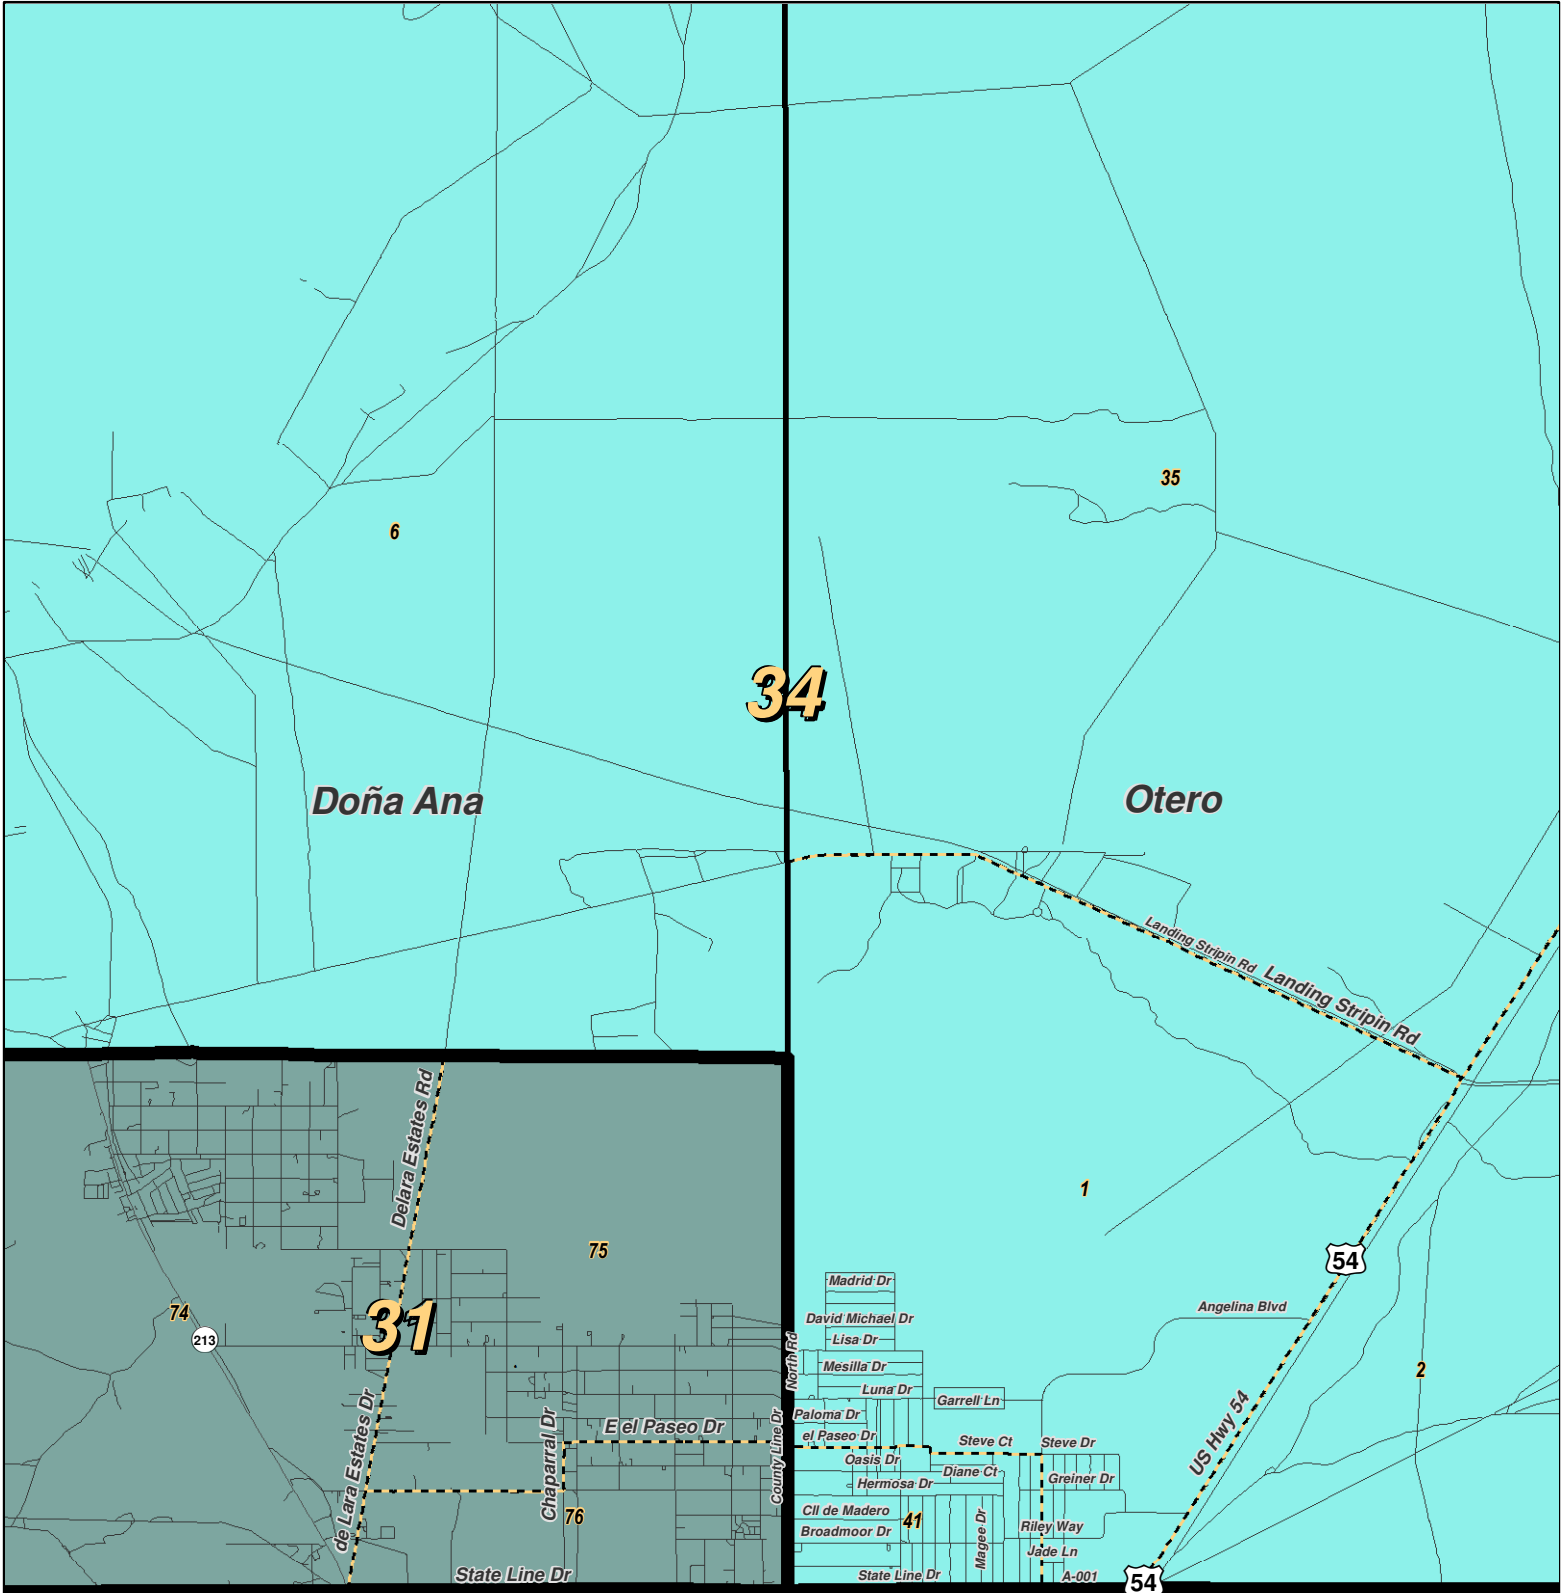 35
6
34
Doña Ana
Otero
Landing Stripin Rd
Landing Stripin Rd
Delara Estates Rd
1
75
54
Madrid Dr
Angelina Blvd
74
31
David Michael Dr
213
Lisa Dr
North Rd
Mesilla Dr
2
Luna Dr
Garrell Ln
Paloma Dr
E el Paseo Dr
el Paseo Dr
Steve Ct
Steve Dr
US Hwy 54
de Lara Estates Dr
Chaparral Dr
County Line Dr
Oasis Dr
Diane Ct
Hermosa Dr
Greiner Dr
Cll de Madero
76
41
Broadmoor Dr
Magee Dr
Riley Way
Jade Ln
State Line Dr
State Line Dr
A-001
54